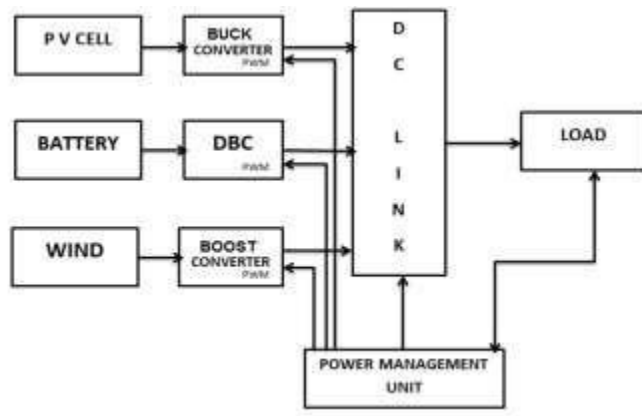 P V CELL
BUCK
CONVERTER
PWM
D
C
L
I
N
K
BATTERY
DBC
PWM
LOAD
WIND
BOOST
CONVERTER
PWM
POWER MANAGEMENT
UNIT